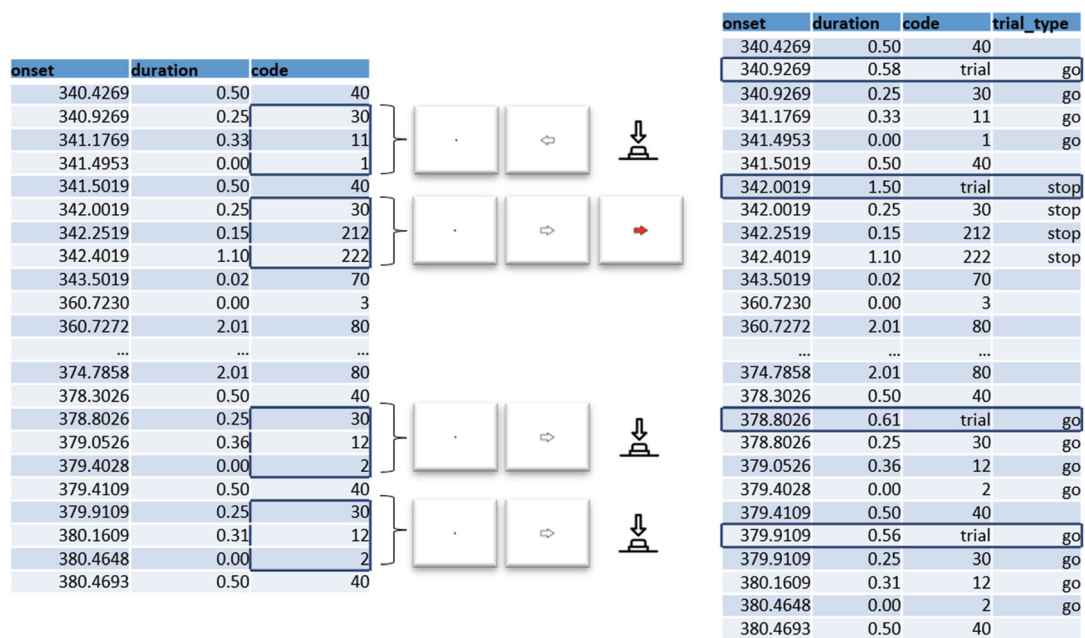 onset duration code
340.4269 0.50 40
340.9269 0.25 30
341.1769 0.33 11
341.4953 0.00 1
341.5019 0.50 40
342.0019 0.25 30
342.2519 0.15 212
342.4019 1.10 222
343.5019 0.02 70
360.7230 0.00 3
360.7272 2.01 80
... ... ...
374.7858 2.01 80
378.3026 0.50 40
378.8026 0.25 30
379.0526 0.36 12
379.4028 0.00 2
379.4109 0.50 40
379.9109 0.25 30
380.1609 0.31 12
380.4648 0.00 2
380.4693 0.50 40
onset duration code trial_type
340.4269 0.50 40
340.9269 0.58 trial go
340.9269 0.25 30 go
341.1769 0.33 11 go
341.4953 0.00 1 go
341.5019 0.50 40
342.0019 1.50 trial stop
342.0019 0.25 30 stop
342.2519 0.15 212 stop
342.4019 1.10 222 stop
343.5019 0.02 70
360.7230 0.00 3
360.7272 2.01 80
... ... ...
374.7858 2.01 80
378.3026 0.50 40
378.8026 0.61 trial go
378.8026 0.25 30 go
379.0526 0.36 12 go
379.4028 0.00 2 go
379.4109 0.50 40
379.9109 0.56 trial go
379.9109 0.25 30 go
380.1609 0.31 12 go
380.4648 0.00 2 go
380.4693 0.50 40